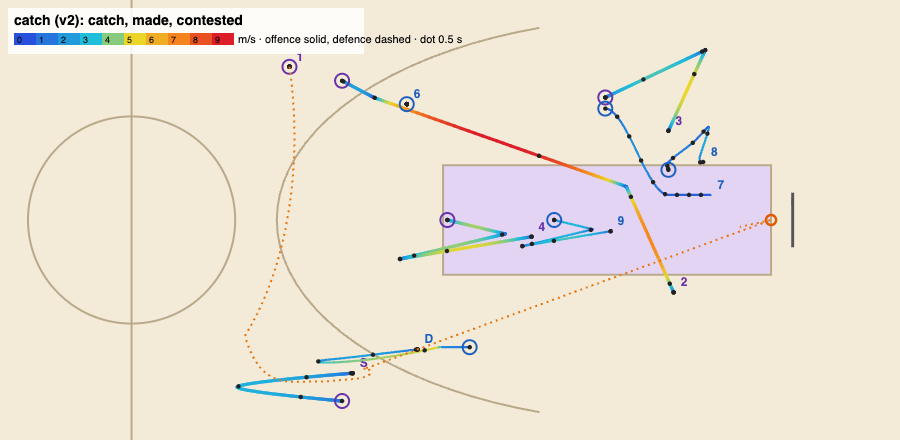 catch (v2): catch, made, contested
0 1 2 3 4 5 6 7 8 9 m/s · offence solid, defence dashed · dot 0.5 s
1
6
3
8
7
4
9
2
D
S